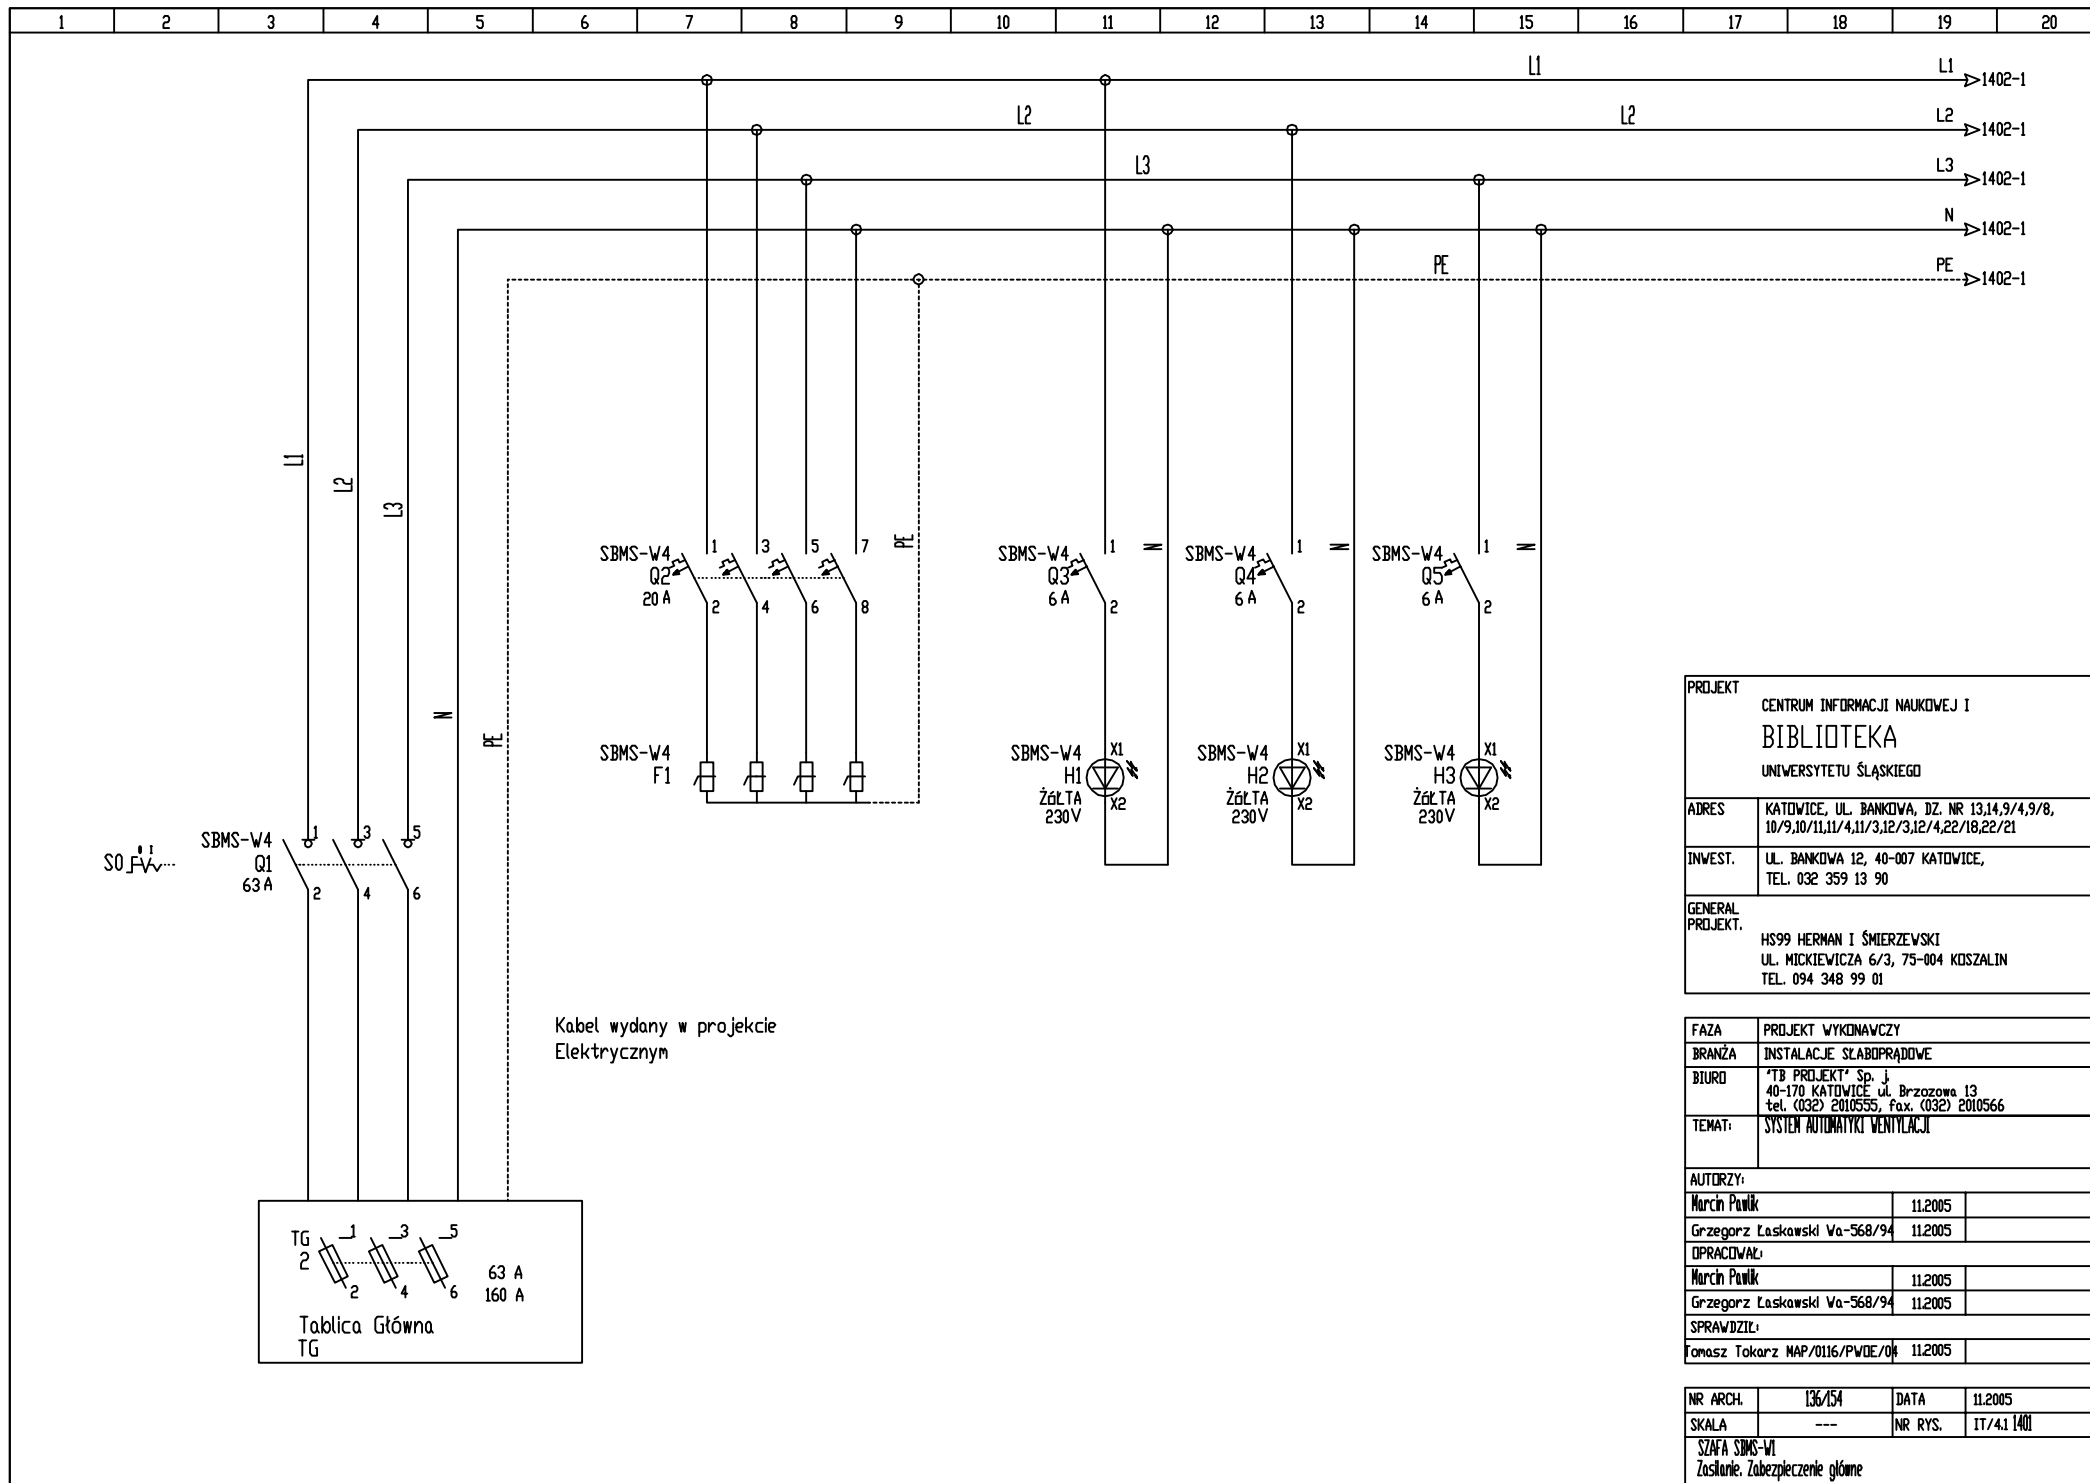 1 2 3 4 5 6 7 8 9 10 11 12 13 14 15 16 17 18 19 20
L1 L1 1402-1
L2 L2 L2 1402-1
L3 L3 1402-1
N 1402-1
PE PE 1402-1
L1
L2
L3
N
PE
SBMS-W4 1 3 5 7 PE
Q2
20 A 2 4 6 8
SBMS-W4 1 N
Q3
6 A 2
SBMS-W4 1 N
Q4
6 A 2
SBMS-W4 1 N
Q5
6 A 2
SBMS-W4
F1
SBMS-W4 X1
H1
ŻóŁTA X2
230V
SBMS-W4 X1
H2
ŻóŁTA X2
230V
SBMS-W4 X1
H3
ŻóŁTA X2
230V
0 I
S0
SBMS-W4 1 3 5
Q1
63 A 2 4 6
Kabel wydany w projekcie
Elektrycznym
TG 1 3 5
2
2 4 6
63 A
160 A
Tablica Główna
TG
PROJEKT
CENTRUM INFORMACJI NAUKOWEJ I
BIBLIOTEKA
UNIWERSYTETU ŚLĄSKIEGO
ADRES KATOWICE, UL. BANKOWA, DZ. NR 13,14,9/4,9/8,
10/9,10/11,11/4,11/3,12/3,12/4,22/18,22/21
INWEST. UL. BANKOWA 12, 40-007 KATOWICE,
TEL. 032 359 13 90
GENERAL
PROJEKT.
HS99 HERMAN I ŚMIERZEWSKI
UL. MICKIEWICZA 6/3, 75-004 KOSZALIN
TEL. 094 348 99 01
FAZA PROJEKT WYKONAWCZY
BRANŻA INSTALACJE SŁABOPRĄDOWE
BIURO "TB PROJEKT" Sp. j.
40-170 KATOWICE ul. Brzozowa 13
tel. (032) 2010555, fax. (032) 2010566
TEMAT: SYSTEM AUTOMATYKI WENTYLACJI
AUTORZY:
Marcin Pawlik 11.2005
Grzegorz Łaskawski Wa-568/94 11.2005
OPRACOWAŁ:
Marcin Pawlik 11.2005
Grzegorz Łaskawski Wa-568/94 11.2005
SPRAWDZIŁ:
Tomasz Tokarz MAP/0116/PWOE/04 11.2005
NR ARCH. 136/154 DATA 11.2005
SKALA --- NR RYS. IT/4.1 1401
SZAFA SBMS-W1
Zasilanie. Zabezpieczenie główne